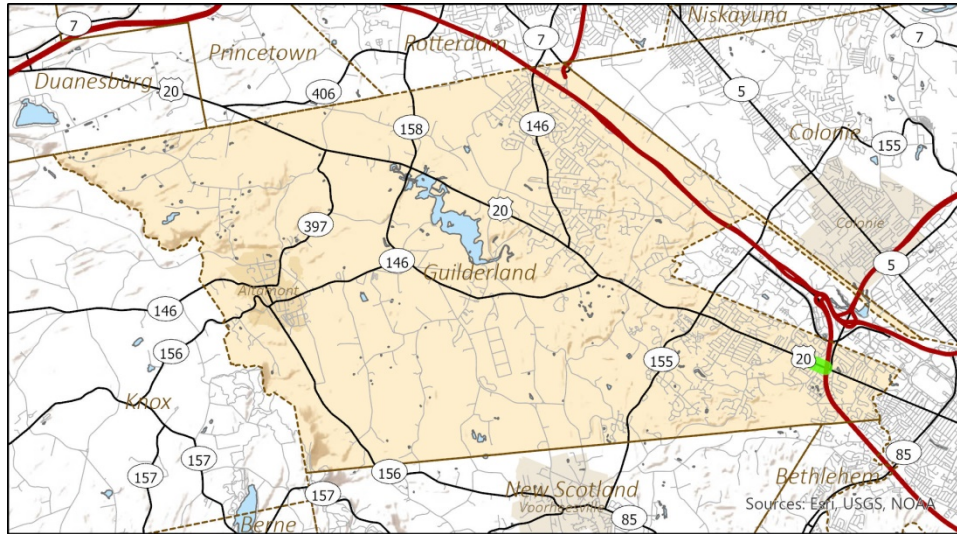 Niskayuna
7
Princetown
Rotterdam
7
7
Duanesburg
20
406
5
Colonie
158
146
155
20
397
Colonie
146
Guilderland
5
Altamont
146
156
155
20
Knox
157
157
156
Bethlehem
85
157
New Scotland
Voorheesville
85
Berne
Sources: Esri, USGS, NOAA